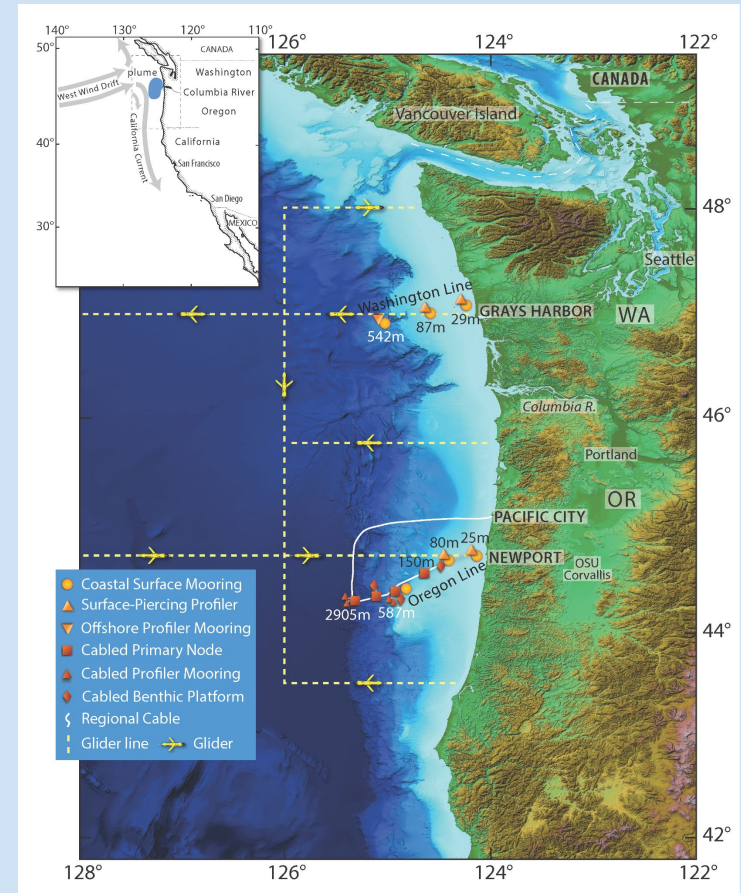 140° 130° 120° 110°
50°
40°
30°
CANADA
Washington
Columbia River
Oregon
California
San Francisco
San Diego
MEXICO
plume
West Wind Drift
California Current
126° 124° 122°
CANADA
Vancouver Island
48°
Seattle
Washington Line
GRAYS HARBOR
WA
29m
87m
542m
46°
Columbia R.
Portland
OR
PACIFIC CITY
80m 25m
NEWPORT
150m
OSU
Corvallis
Oregon Line
2905m 587m
44°
Coastal Surface Mooring
Surface-Piercing Profiler
Offshore Profiler Mooring
Cabled Primary Node
Cabled Profiler Mooring
Cabled Benthic Platform
Regional Cable
Glider line Glider
42°
128° 126° 124° 122°